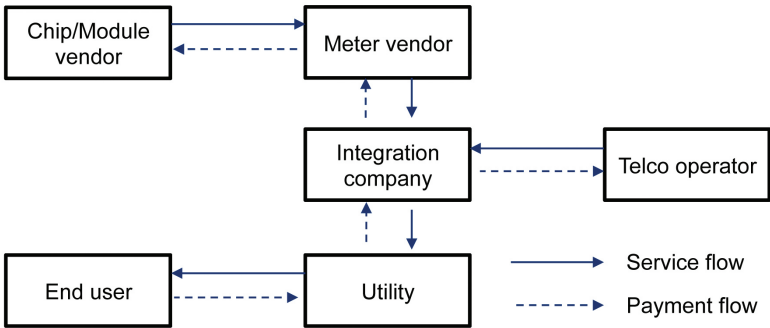 Chip/Module
vendor
Meter vendor
Integration
company
Telco operator
End user
Utility
Service flow
Payment flow